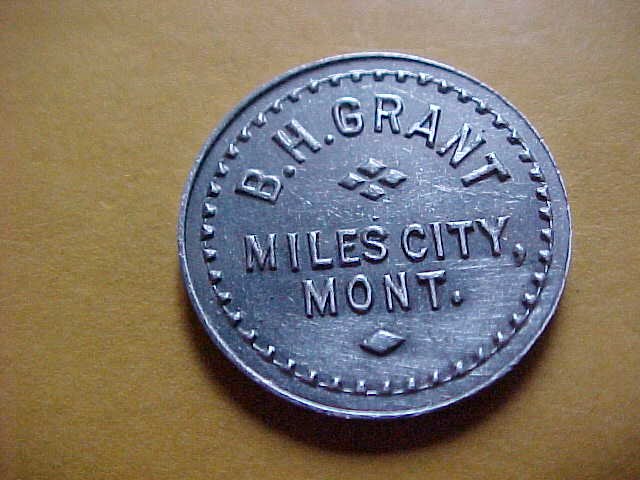 B.H.GRANT
MILES CITY,
MONT.